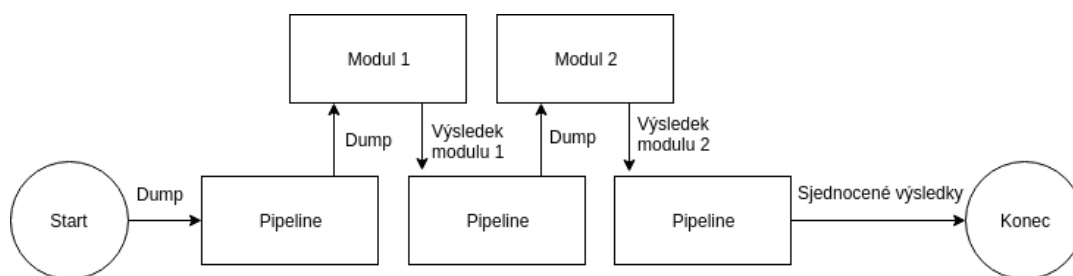 Modul 1
Modul 2
Dump
Výsledek
modulu 1
Dump
Výsledek
modulu 2
Start
Dump
Pipeline
Pipeline
Pipeline
Sjednocené výsledky
Konec